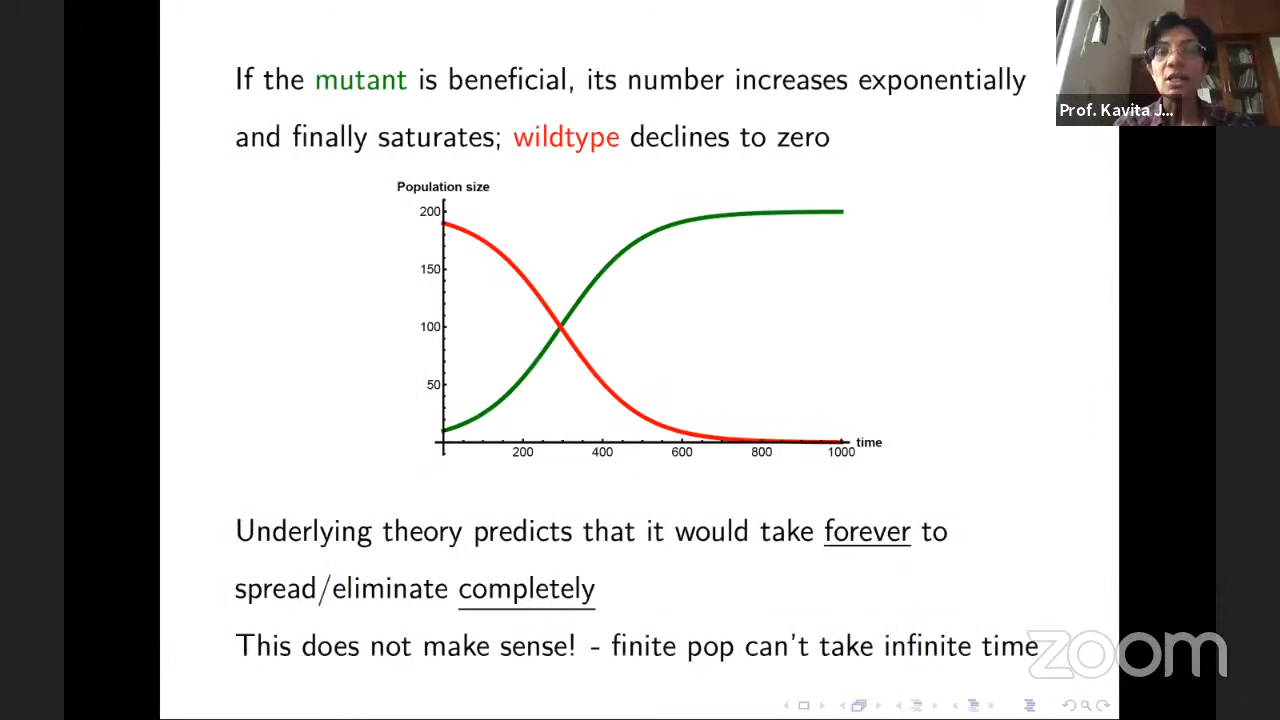 If the mutant is beneficial, its number increases exponentially
and finally saturates; wildtype declines to zero
Prof. Kavita J...
Population size
200
150
100
50
200
400
600
800
1000
time
Underlying theory predicts that it would take forever to
spread/eliminate completely
This does not make sense! - finite pop can't take infinite time
zoom